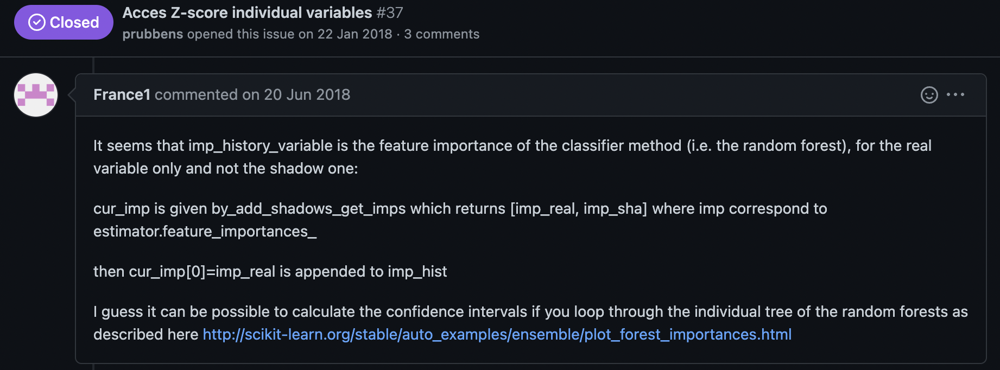 Closed
Acces Z-score individual variables #37
prubbens opened this issue on 22 Jan 2018 · 3 comments
France1 commented on 20 Jun 2018
It seems that imp_history_variable is the feature importance of the classifier method (i.e. the random forest), for the real
variable only and not the shadow one:
cur_imp is given by_add_shadows_get_imps which returns [imp_real, imp_sha] where imp correspond to
estimator.feature_importances_
then cur_imp[0]=imp_real is appended to imp_hist
I guess it can be possible to calculate the confidence intervals if you loop through the individual tree of the random forests as
described here http://scikit-learn.org/stable/auto_examples/ensemble/plot_forest_importances.html